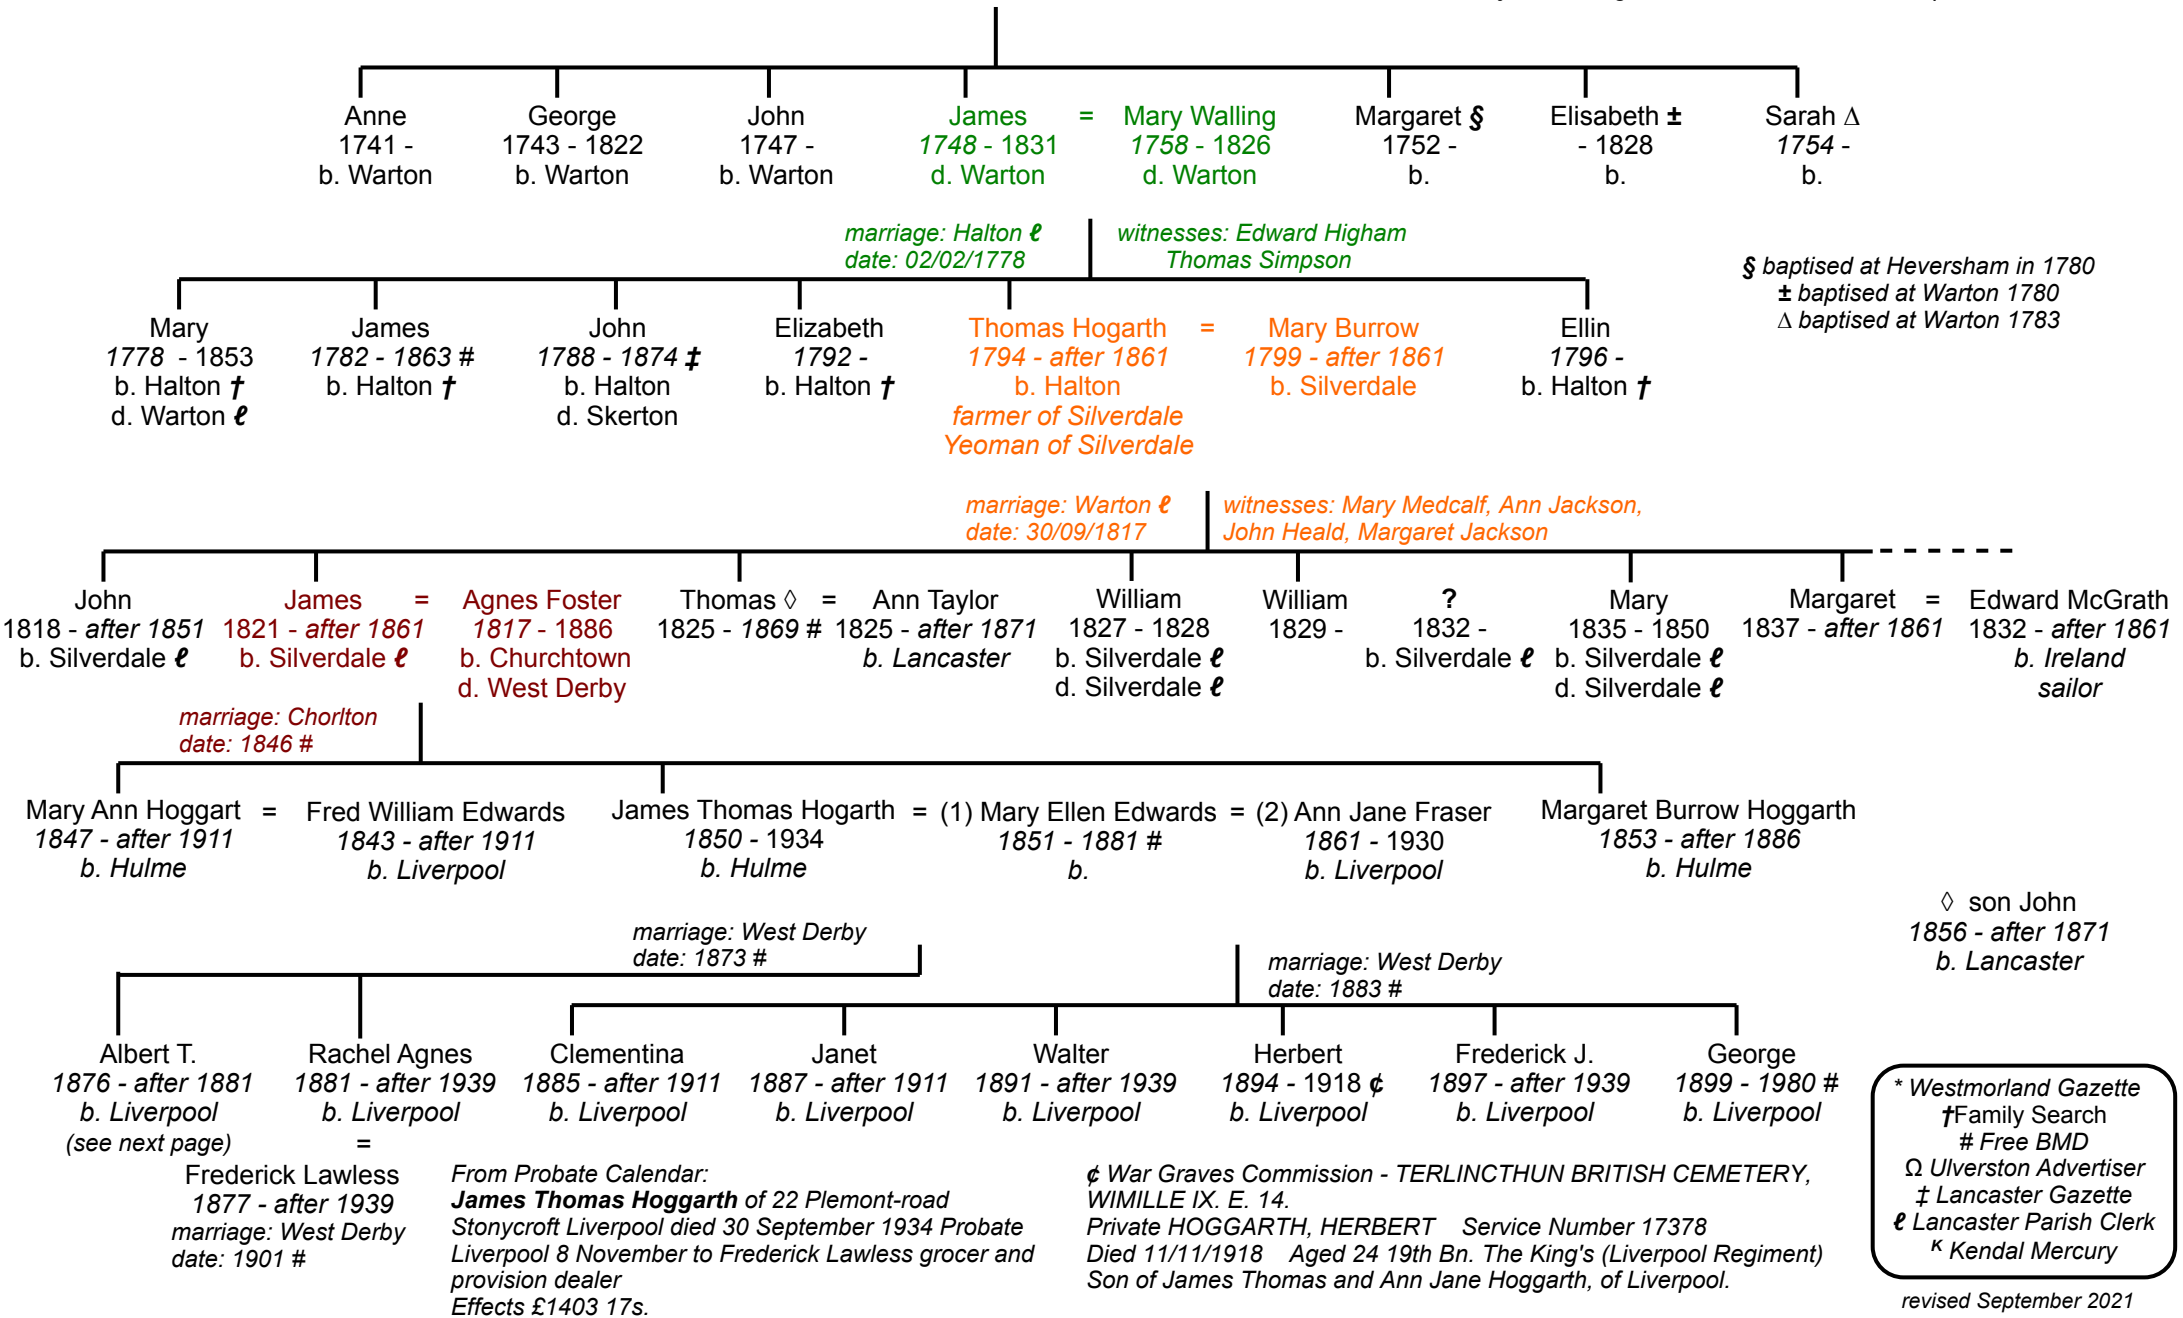 Anne
1741 -
b. Warton
George
1743 - 1822
b. Warton
John
1747 -
b. Warton
James
1748 - 1831
d. Warton
=
Mary Walling
1758 - 1826
d. Warton
Margaret §
1752 -
b.
Elisabeth ±
- 1828
b.
Sarah ∆
1754 -
b.
marriage: Halton ℓ
date: 02/02/1778
witnesses: Edward Higham
Thomas Simpson
§ baptised at Heversham in 1780
± baptised at Warton 1780
∆ baptised at Warton 1783
Mary
1778 - 1853
b. Halton †
d. Warton ℓ
James
1782 - 1863 #
b. Halton †
John
1788 - 1874 ‡
b. Halton
d. Skerton
Elizabeth
1792 -
b. Halton †
Thomas Hogarth
1794 - after 1861
b. Halton
farmer of Silverdale
Yeoman of Silverdale
=
Mary Burrow
1799 - after 1861
b. Silverdale
Ellin
1796 -
b. Halton †
marriage: Warton ℓ
date: 30/09/1817
witnesses: Mary Medcalf, Ann Jackson,
John Heald, Margaret Jackson
John
1818 - after 1851
b. Silverdale ℓ
James
1821 - after 1861
b. Silverdale ℓ
=
Agnes Foster
1817 - 1886
b. Churchtown
d. West Derby
Thomas ◊
1825 - 1869 #
=
Ann Taylor
1825 - after 1871
b. Lancaster
William
1827 - 1828
b. Silverdale ℓ
d. Silverdale ℓ
William
1829 -
?
1832 -
b. Silverdale ℓ
Mary
1835 - 1850
b. Silverdale ℓ
d. Silverdale ℓ
Margaret
1837 - after 1861
=
Edward McGrath
1832 - after 1861
b. Ireland
sailor
marriage: Chorlton
date: 1846 #
Mary Ann Hoggart
1847 - after 1911
b. Hulme
=
Fred William Edwards
1843 - after 1911
b. Liverpool
James Thomas Hogarth
1850 - 1934
b. Hulme
=
(1) Mary Ellen Edwards
1851 - 1881 #
b.
=
(2) Ann Jane Fraser
1861 - 1930
b. Liverpool
Margaret Burrow Hoggarth
1853 - after 1886
b. Hulme
◊ son John
1856 - after 1871
b. Lancaster
marriage: West Derby
date: 1873 #
marriage: West Derby
date: 1883 #
Albert T.
1876 - after 1881
b. Liverpool
(see next page)
Rachel Agnes
1881 - after 1939
b. Liverpool
=
Frederick Lawless
1877 - after 1939
marriage: West Derby
date: 1901 #
Clementina
1885 - after 1911
b. Liverpool
Janet
1887 - after 1911
b. Liverpool
Walter
1891 - after 1939
b. Liverpool
Herbert
1894 - 1918 ¢
b. Liverpool
Frederick J.
1897 - after 1939
b. Liverpool
George
1899 - 1980 #
b. Liverpool
From Probate Calendar:
James Thomas Hoggarth of 22 Plemont-road
Stonycroft Liverpool died 30 September 1934 Probate
Liverpool 8 November to Frederick Lawless grocer and
provision dealer
Effects £1403 17s.
¢ War Graves Commission - TERLINCTHUN BRITISH CEMETERY,
WIMILLE IX. E. 14.
Private HOGGARTH, HERBERT Service Number 17378
Died 11/11/1918 Aged 24 19th Bn. The King's (Liverpool Regiment)
Son of James Thomas and Ann Jane Hoggarth, of Liverpool.
* Westmorland Gazette
†Family Search
# Free BMD
Ω Ulverston Advertiser
‡ Lancaster Gazette
ℓ Lancaster Parish Clerk
ᴷ Kendal Mercury
revised September 2021